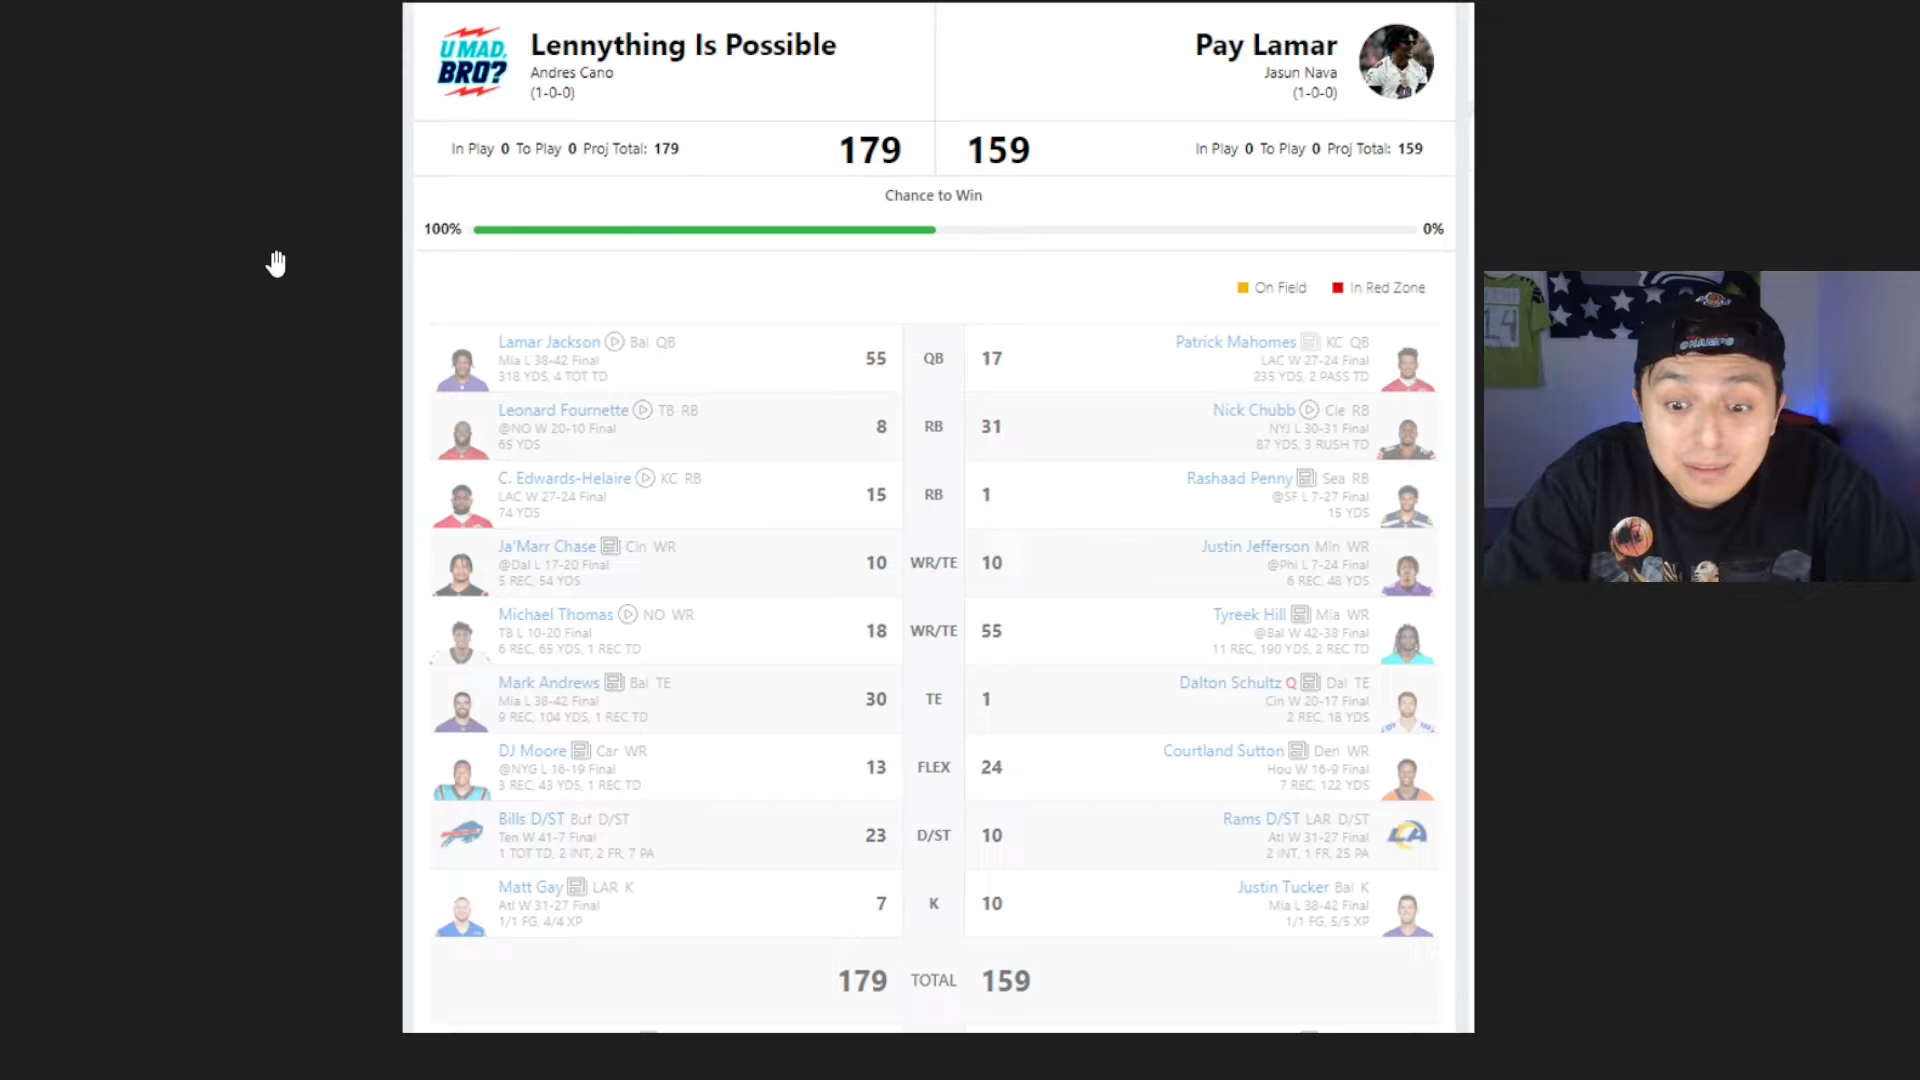 U MAD, BRO?
Lennything Is Possible
Andres Cano
(1-0-0)
Pay Lamar
Jasun Nava
(1-0-0)
In Play 0 To Play 0 Proj Total: 179
179
159
In Play 0 To Play 0 Proj Total: 159
Chance to Win
100%
0%
On Field
In Red Zone
Lamar Jackson Bal QB
Mia L 38-42 Final
318 YDS, 4 TOT TD
55
QB
17
Patrick Mahomes KC QB
LAC W 27-24 Final
235 YDS, 2 PASS TD
Leonard Fournette TB RB
@NO W 20-10 Final
65 YDS
8
RB
31
Nick Chubb Cle RB
NYJ L 30-31 Final
87 YDS, 3 RUSH TD
C. Edwards-Helaire KC RB
LAC W 27-24 Final
74 YDS
15
RB
1
Rashaad Penny Sea RB
@SF L 7-27 Final
15 YDS
Ja'Marr Chase Cin WR
@Dal L 17-20 Final
5 REC, 54 YDS
10
WR/TE
10
Justin Jefferson Min WR
@Phi L 7-24 Final
6 REC, 48 YDS
Michael Thomas NO WR
TB L 10-20 Final
6 REC, 65 YDS, 1 REC TD
18
WR/TE
55
Tyreek Hill Mia WR
@Bal W 42-38 Final
11 REC, 190 YDS, 2 REC TD
Mark Andrews Bal TE
Mia L 38-42 Final
9 REC, 104 YDS, 1 REC TD
30
TE
1
Dalton Schultz Q Dal TE
Cin W 20-17 Final
2 REC, 18 YDS
DJ Moore Car WR
@NYG L 16-19 Final
3 REC, 43 YDS, 1 REC TD
13
FLEX
24
Courtland Sutton Den WR
Hou W 16-9 Final
7 REC, 122 YDS
Bills D/ST Buf D/ST
Ten W 41-7 Final
1 TOT TD, 2 INT, 2 FR, 7 PA
23
D/ST
10
Rams D/ST LAR D/ST
Atl W 31-27 Final
2 INT, 1 FR, 25 PA
Matt Gay LAR K
Atl W 31-27 Final
1/1 FG, 4/4 XP
7
K
10
Justin Tucker Bal K
Mia L 38-42 Final
1/1 FG, 5/5 XP
179
TOTAL
159
14